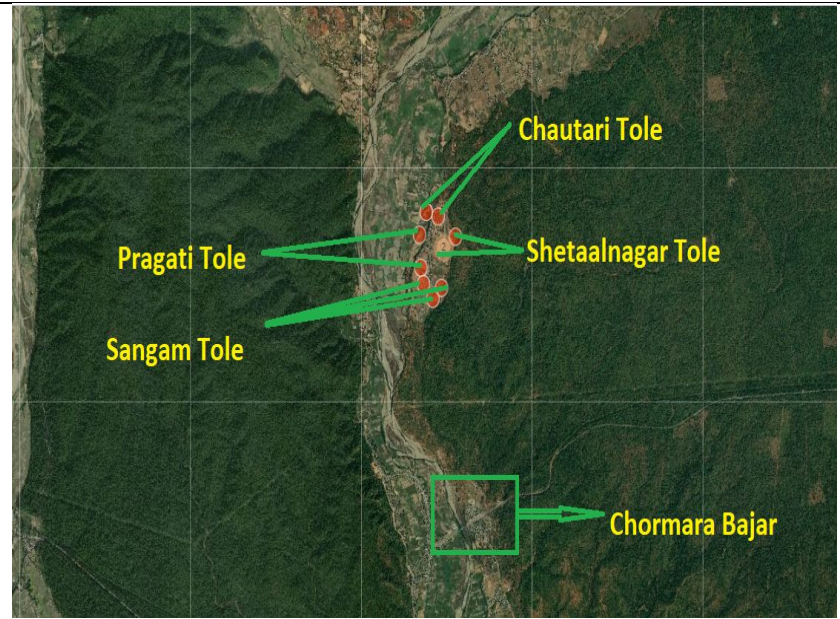 Chautari Tole
Pragati Tole
Shetaalnagar Tole
Sangam Tole
Chormara Bajar